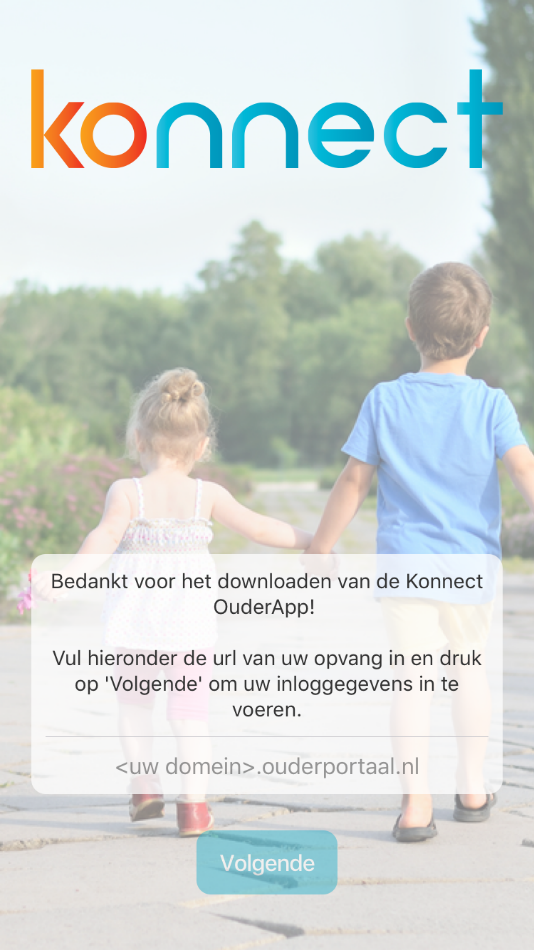 konnect
Bedankt voor het downloaden van de Konnect
OuderApp!
Vul hieronder de url van uw opvang in en druk
op 'Volgende' om uw inloggegevens in te
voeren.
<uw domein>.ouderportaal.nl
Volgende